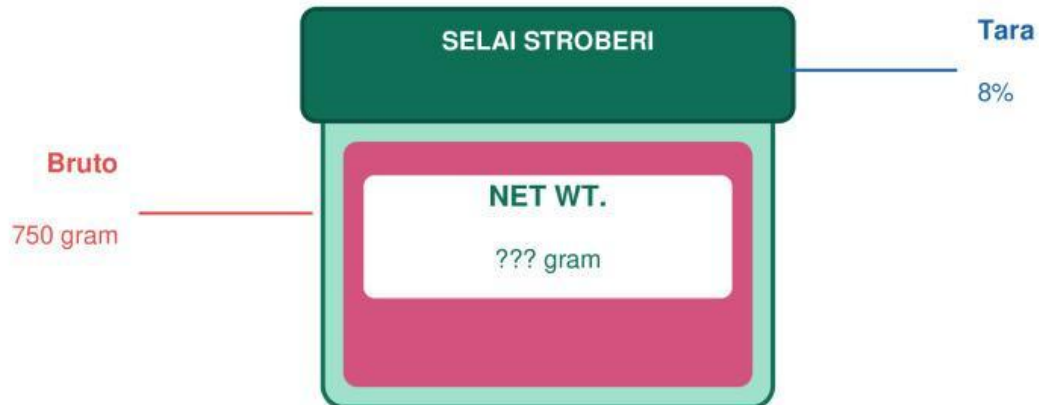 SELAI STROBERI
Tara
8%
Bruto
750 gram
NET WT.
??? gram